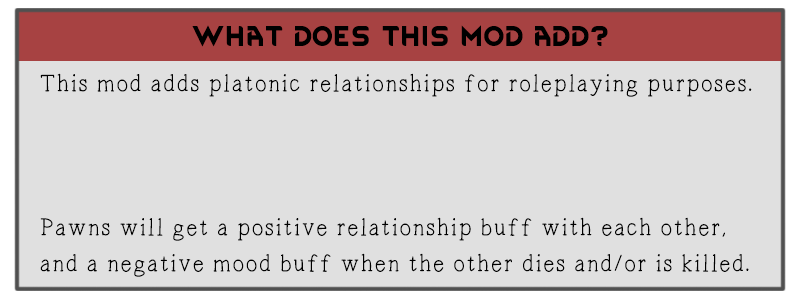 WHAT DOES THIS MOD ADD?
This mod adds platonic relationships for roleplaying purposes.
Pawns will get a positive relationship buff with each other,
and a negative mood buff when the other dies and/or is killed.